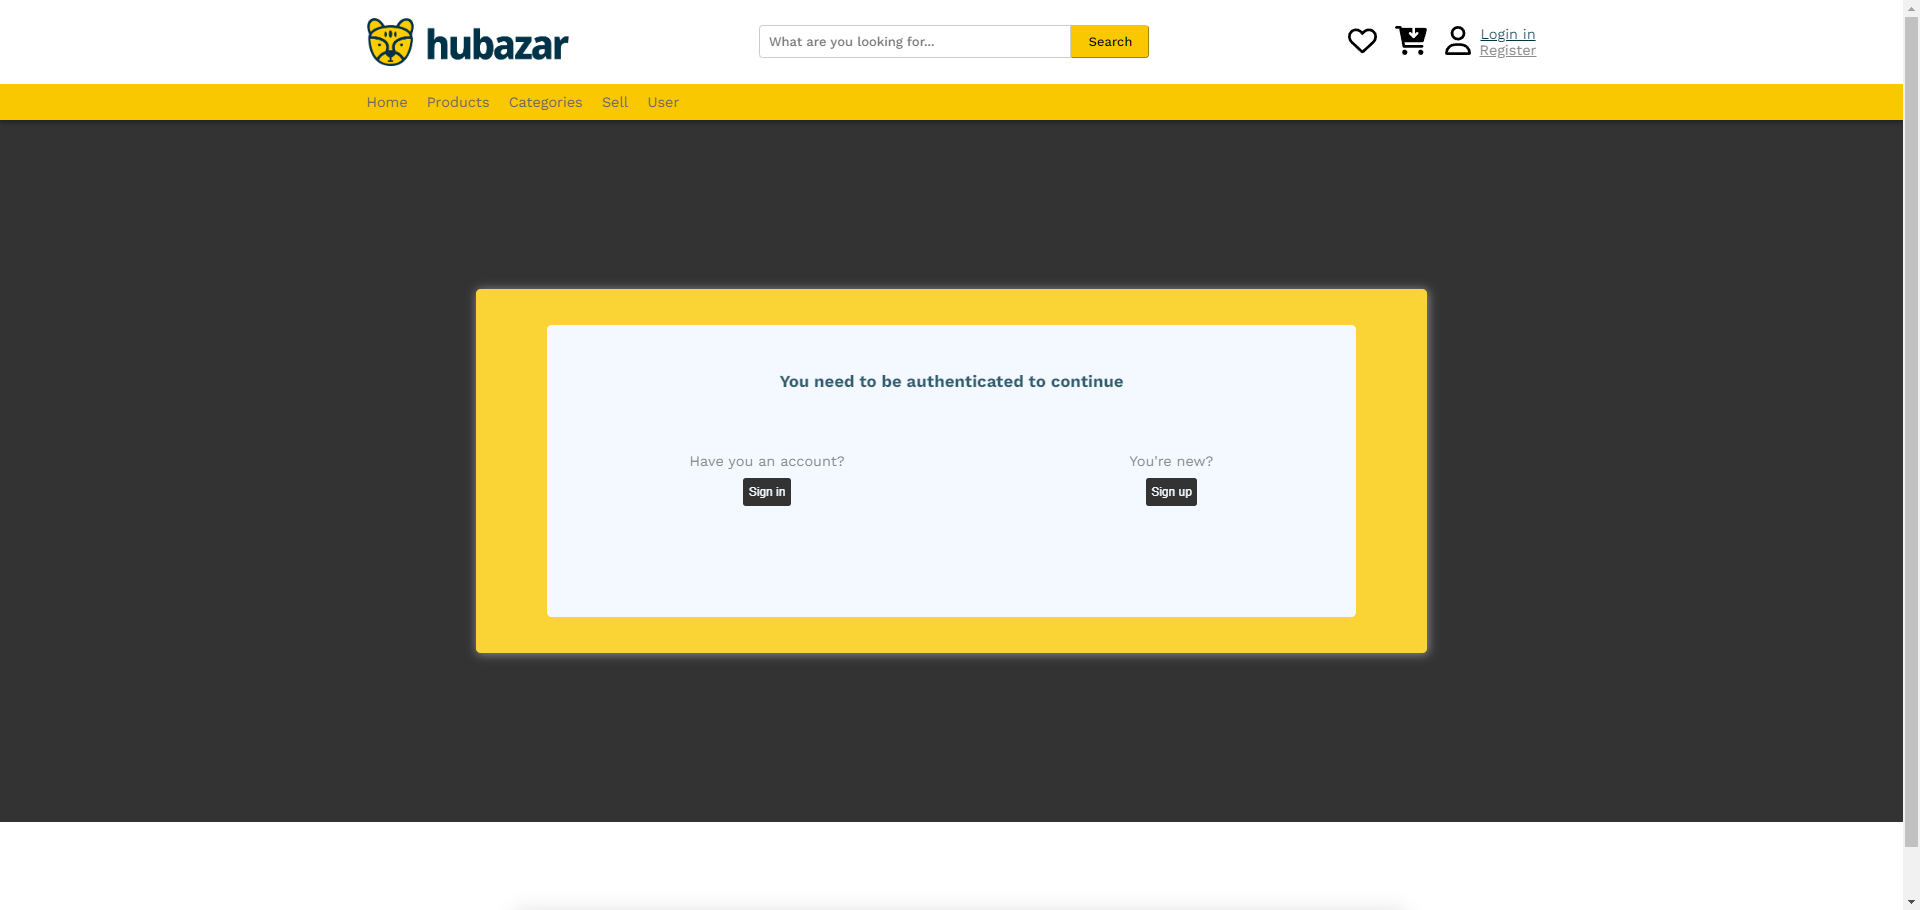 hubazar
What are you looking for...
Search
Login in
Register
Home Products Categories Sell User
You need to be authenticated to continue
Have you an account?
Sign in
You're new?
Sign up